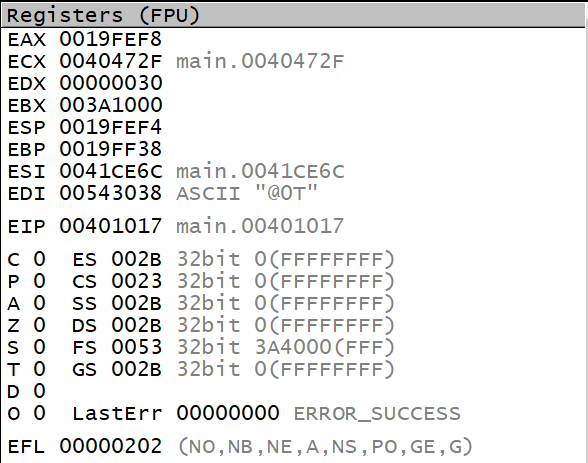 Registers (FPU)
EAX 0019FEF8
ECX 0040472F main.0040472F
EDX 00000030
EBX 003A1000
ESP 0019FEF4
EBP 0019FF38
ESI 0041CE6C main.0041CE6C
EDI 00543038 ASCII "@0T"
EIP 00401017 main.00401017
C 0 ES 002B 32bit 0(FFFFFFFF)
P 0 CS 0023 32bit 0(FFFFFFFF)
A 0 SS 002B 32bit 0(FFFFFFFF)
Z 0 DS 002B 32bit 0(FFFFFFFF)
S 0 FS 0053 32bit 3A4000(FFF)
T 0 GS 002B 32bit 0(FFFFFFFF)
D 0
O 0 LastErr 00000000 ERROR_SUCCESS
EFL 00000202 (NO,NB,NE,A,NS,PO,GE,G)